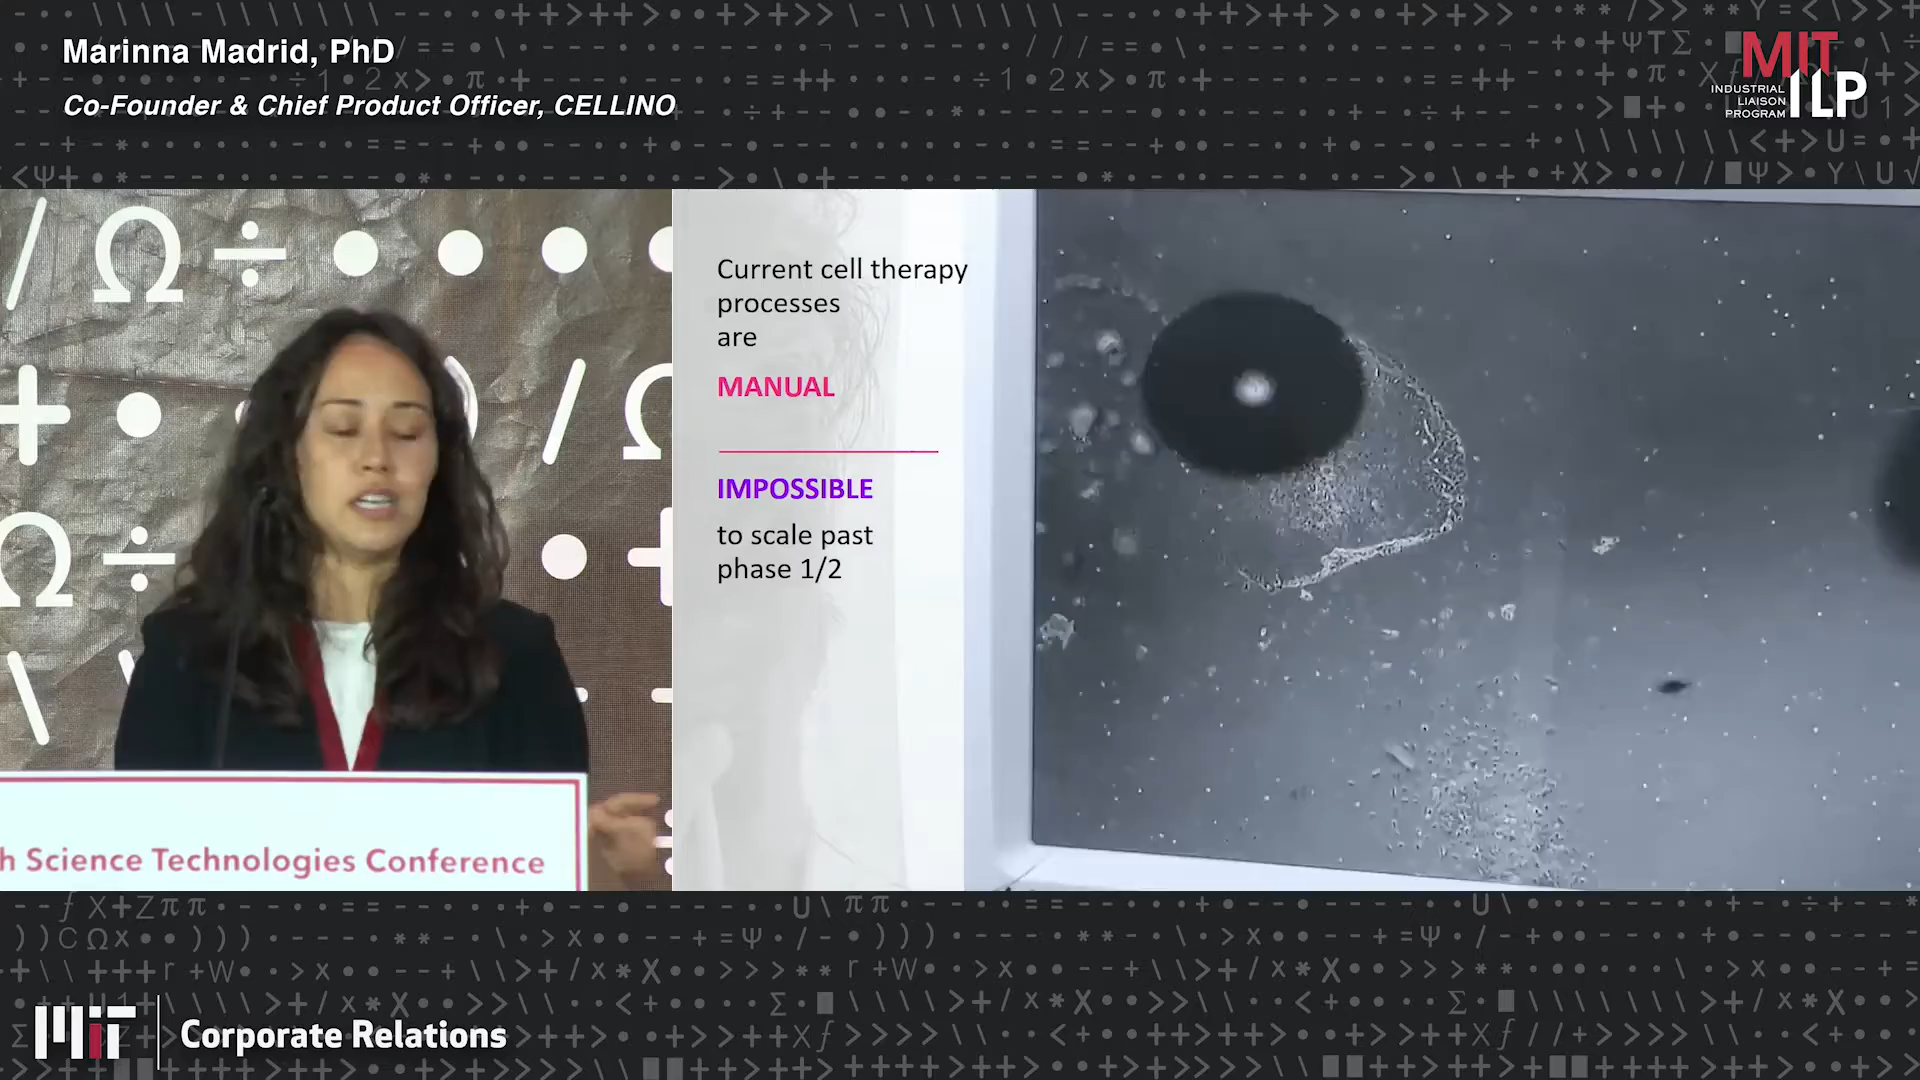 Marinna Madrid, PhD
Co-Founder & Chief Product Officer, CELLINO
MIT
ILP
INDUSTRIAL
LIAISON
PROGRAM
Current cell therapy
processes
are
MANUAL
IMPOSSIBLE
to scale past
phase 1/2
h Science Technologies Conference
MIT
Corporate Relations